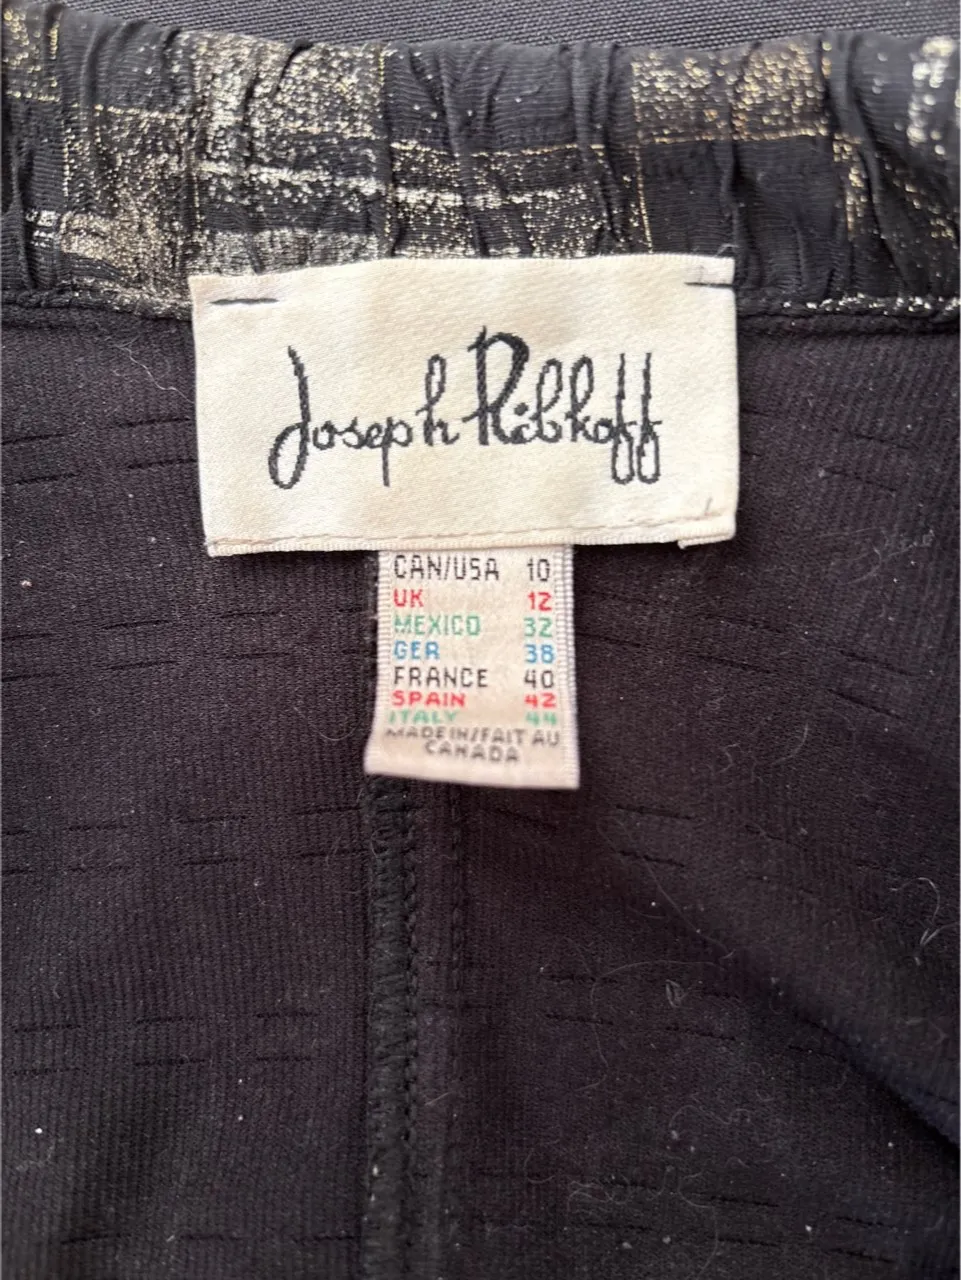 Joseph Ribkoff
CAN/USA 10
UK 12
MEXICO 32
GER 38
FRANCE 40
SPAIN 42
ITALY 44
MADE IN/FAIT AU
CANADA